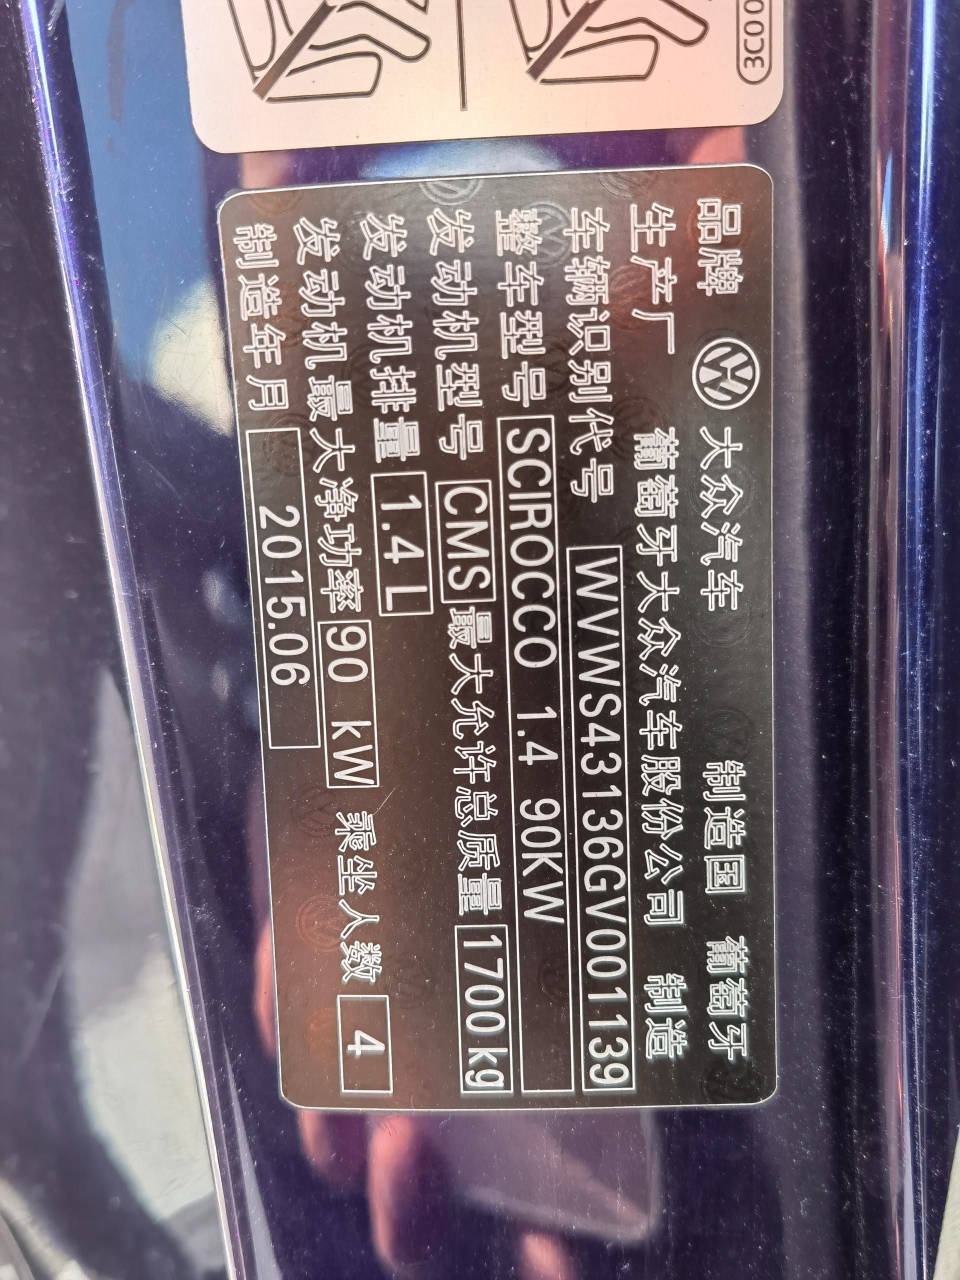 3C00
品牌 大众汽车 制造国 葡萄牙
生产厂 葡萄牙大众汽车股份公司 制造
车辆识别代号 WVWS43136GV001139
整车型号 SCIROCCO 1.4 90KW
发动机型号 CMS 最大允许总质量 1700kg
发动机排量 1.4L
发动机最大净功率 90 kW 乘坐人数 4
制造年月 2015.06